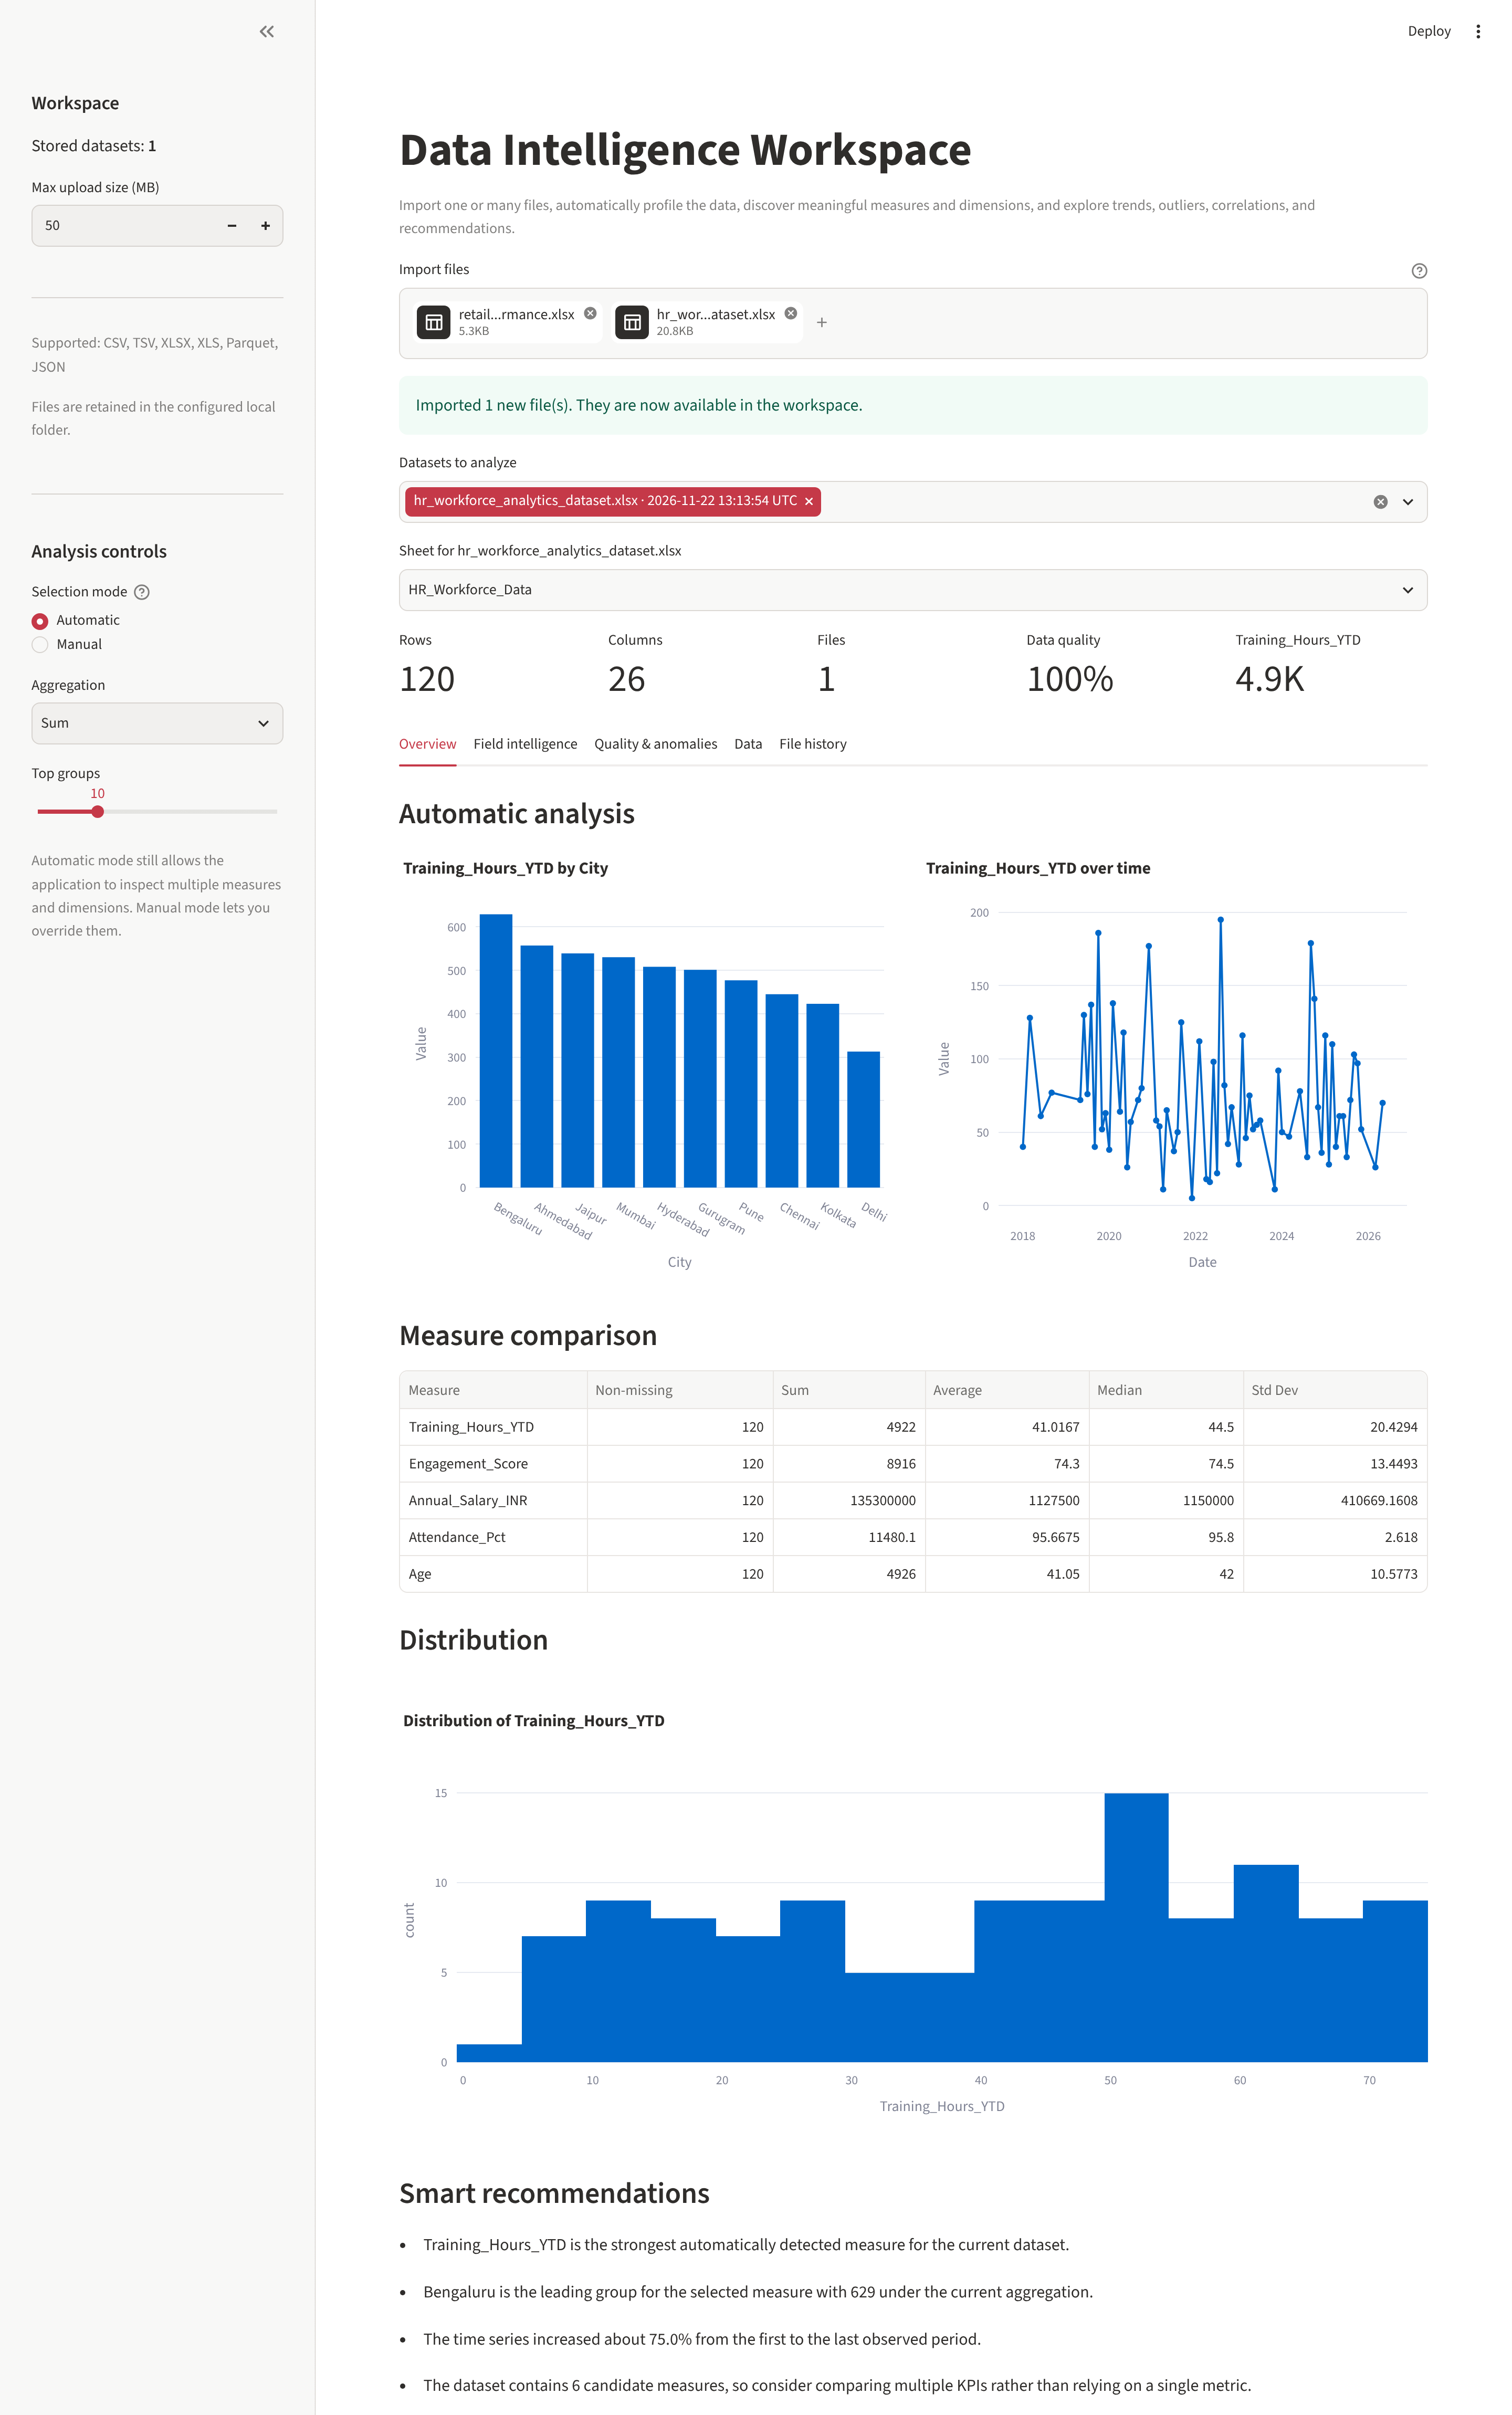 Deploy
Workspace
Stored datasets: 1
Max upload size (MB)
50
Supported: CSV, TSV, XLSX, XLS, Parquet,
JSON
Files are retained in the configured local
folder.
Analysis controls
Selection mode
Automatic
Manual
Aggregation
Sum
Top groups
10
Automatic mode still allows the
application to inspect multiple measures
and dimensions. Manual mode lets you
override them.
Data Intelligence Workspace
Import one or many files, automatically profile the data, discover meaningful measures and dimensions, and explore trends, outliers, correlations, and
recommendations.
Import files
retail...rmance.xlsx
5.3KB
hr_wor...ataset.xlsx
20.8KB
Imported 1 new file(s). They are now available in the workspace.
Datasets to analyze
hr_workforce_analytics_dataset.xlsx · 2026-11-22 13:13:54 UTC
Sheet for hr_workforce_analytics_dataset.xlsx
HR_Workforce_Data
Rows Columns Files Data quality Training_Hours_YTD
120 26 1 100% 4.9K
Overview Field intelligence Quality & anomalies Data File history
Automatic analysis
Training_Hours_YTD by City
600
500
400
300
200
100
0
Value
Bengaluru Ahmedabad Jaipur Mumbai Hyderabad Gurugram Pune Chennai Kolkata Delhi
City
Training_Hours_YTD over time
200
150
100
50
0
Value
2018 2020 2022 2024 2026
Date
Measure comparison
Measure Non-missing Sum Average Median Std Dev
Training_Hours_YTD 120 4922 41.0167 44.5 20.4294
Engagement_Score 120 8916 74.3 74.5 13.4493
Annual_Salary_INR 120 135300000 1127500 1150000 410669.1608
Attendance_Pct 120 11480.1 95.6675 95.8 2.618
Age 120 4926 41.05 42 10.5773
Distribution
Distribution of Training_Hours_YTD
15
10
5
0
count
0 10 20 30 40 50 60 70
Training_Hours_YTD
Smart recommendations
Training_Hours_YTD is the strongest automatically detected measure for the current dataset.
Bengaluru is the leading group for the selected measure with 629 under the current aggregation.
The time series increased about 75.0% from the first to the last observed period.
The dataset contains 6 candidate measures, so consider comparing multiple KPIs rather than relying on a single metric.